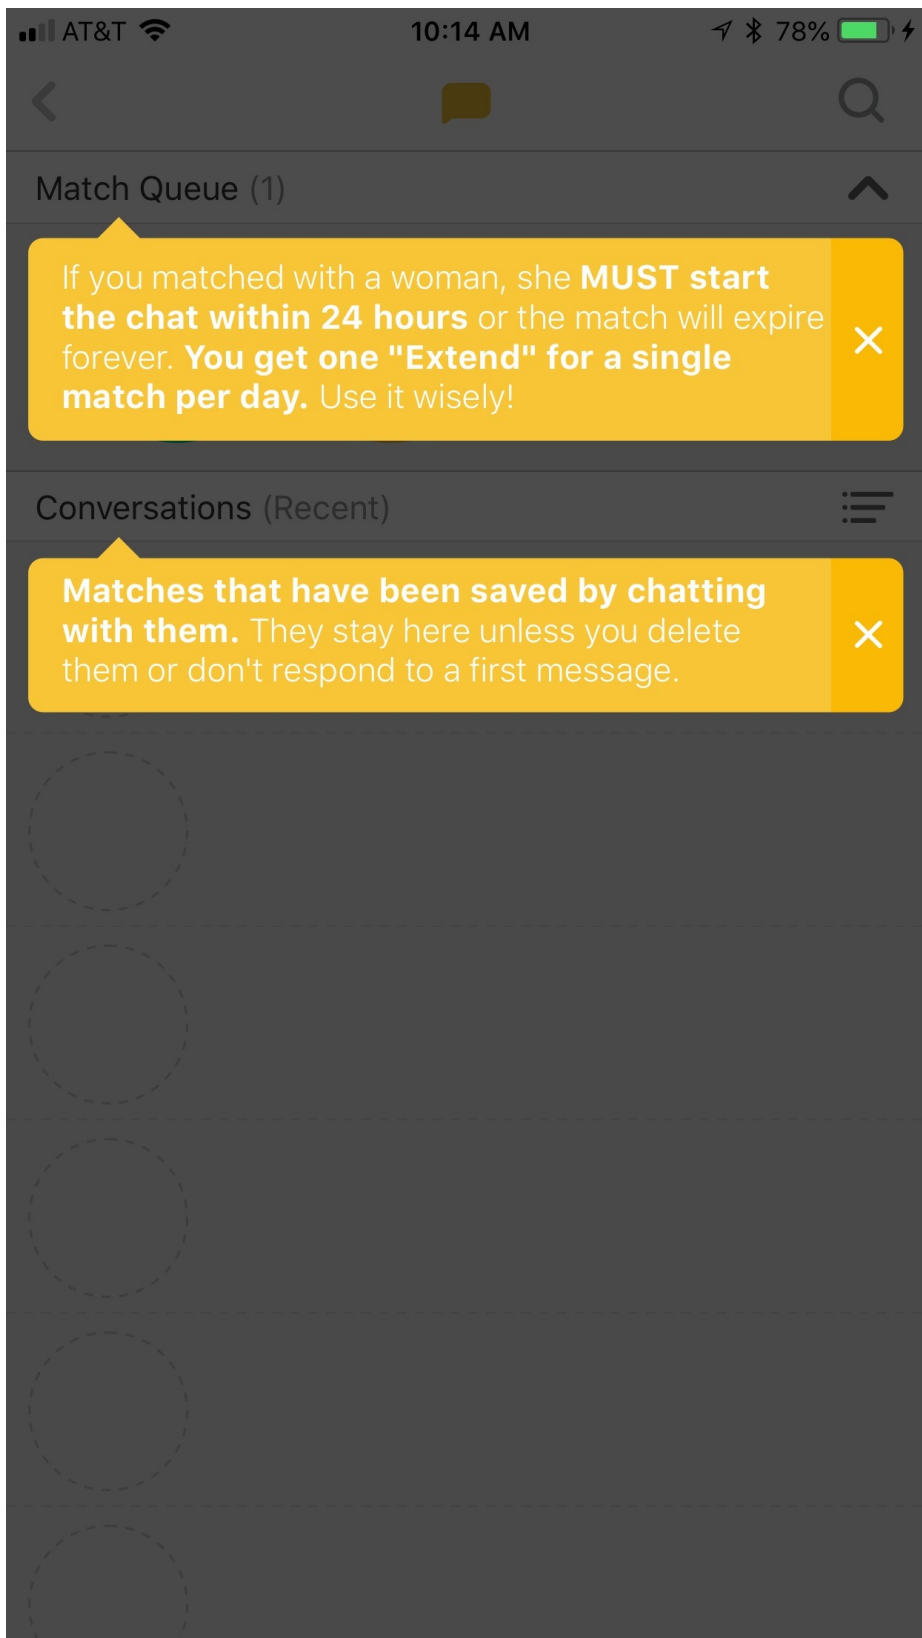 AT&T 10:14 AM 78%
Match Queue (1)
If you matched with a woman, she MUST start
the chat within 24 hours or the match will expire
forever. You get one "Extend" for a single
match per day. Use it wisely!
Conversations (Recent)
Matches that have been saved by chatting
with them. They stay here unless you delete
them or don't respond to a first message.